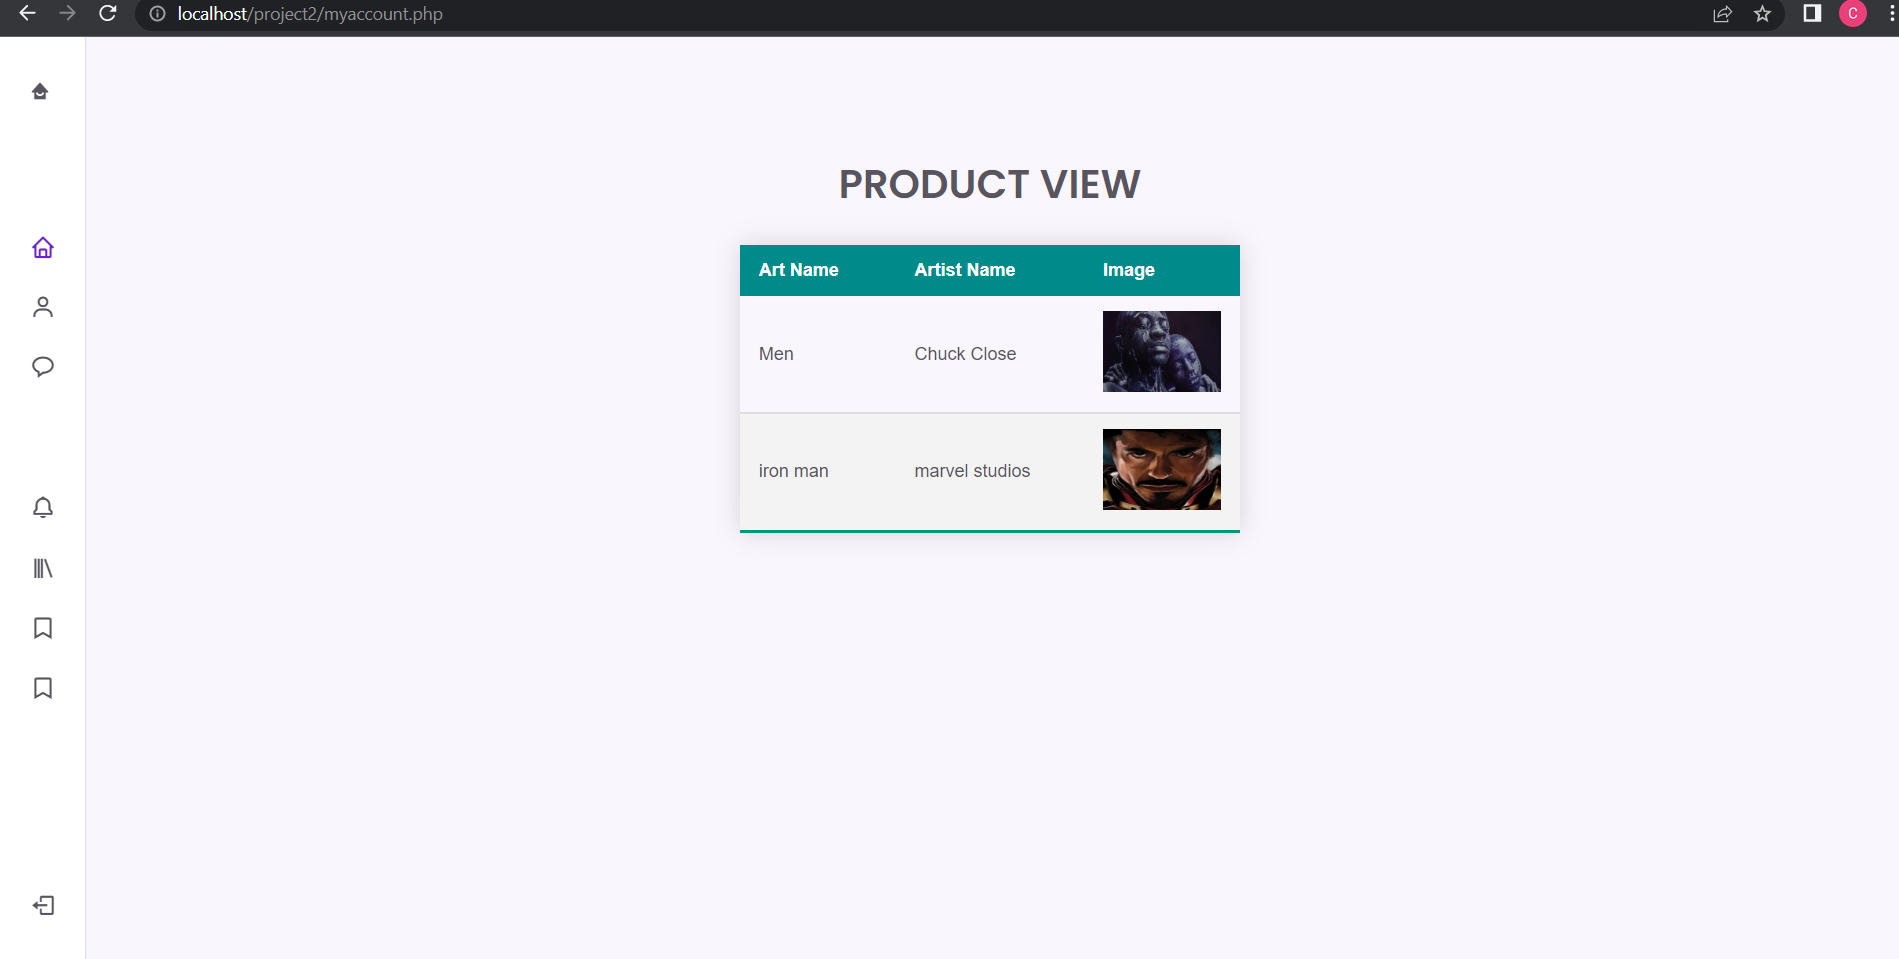 localhost/project2/myaccount.php
C
PRODUCT VIEW
Art Name Artist Name Image
Men Chuck Close
iron man marvel studios